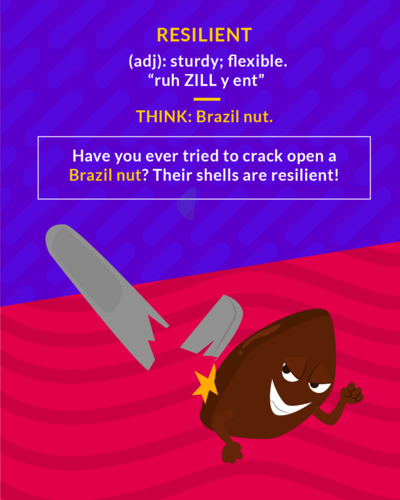 RESILIENT
(adj): sturdy; flexible.
“ruh ZILL y ent”
THINK: Brazil nut.
Have you ever tried to crack open a
Brazil nut? Their shells are resilient!